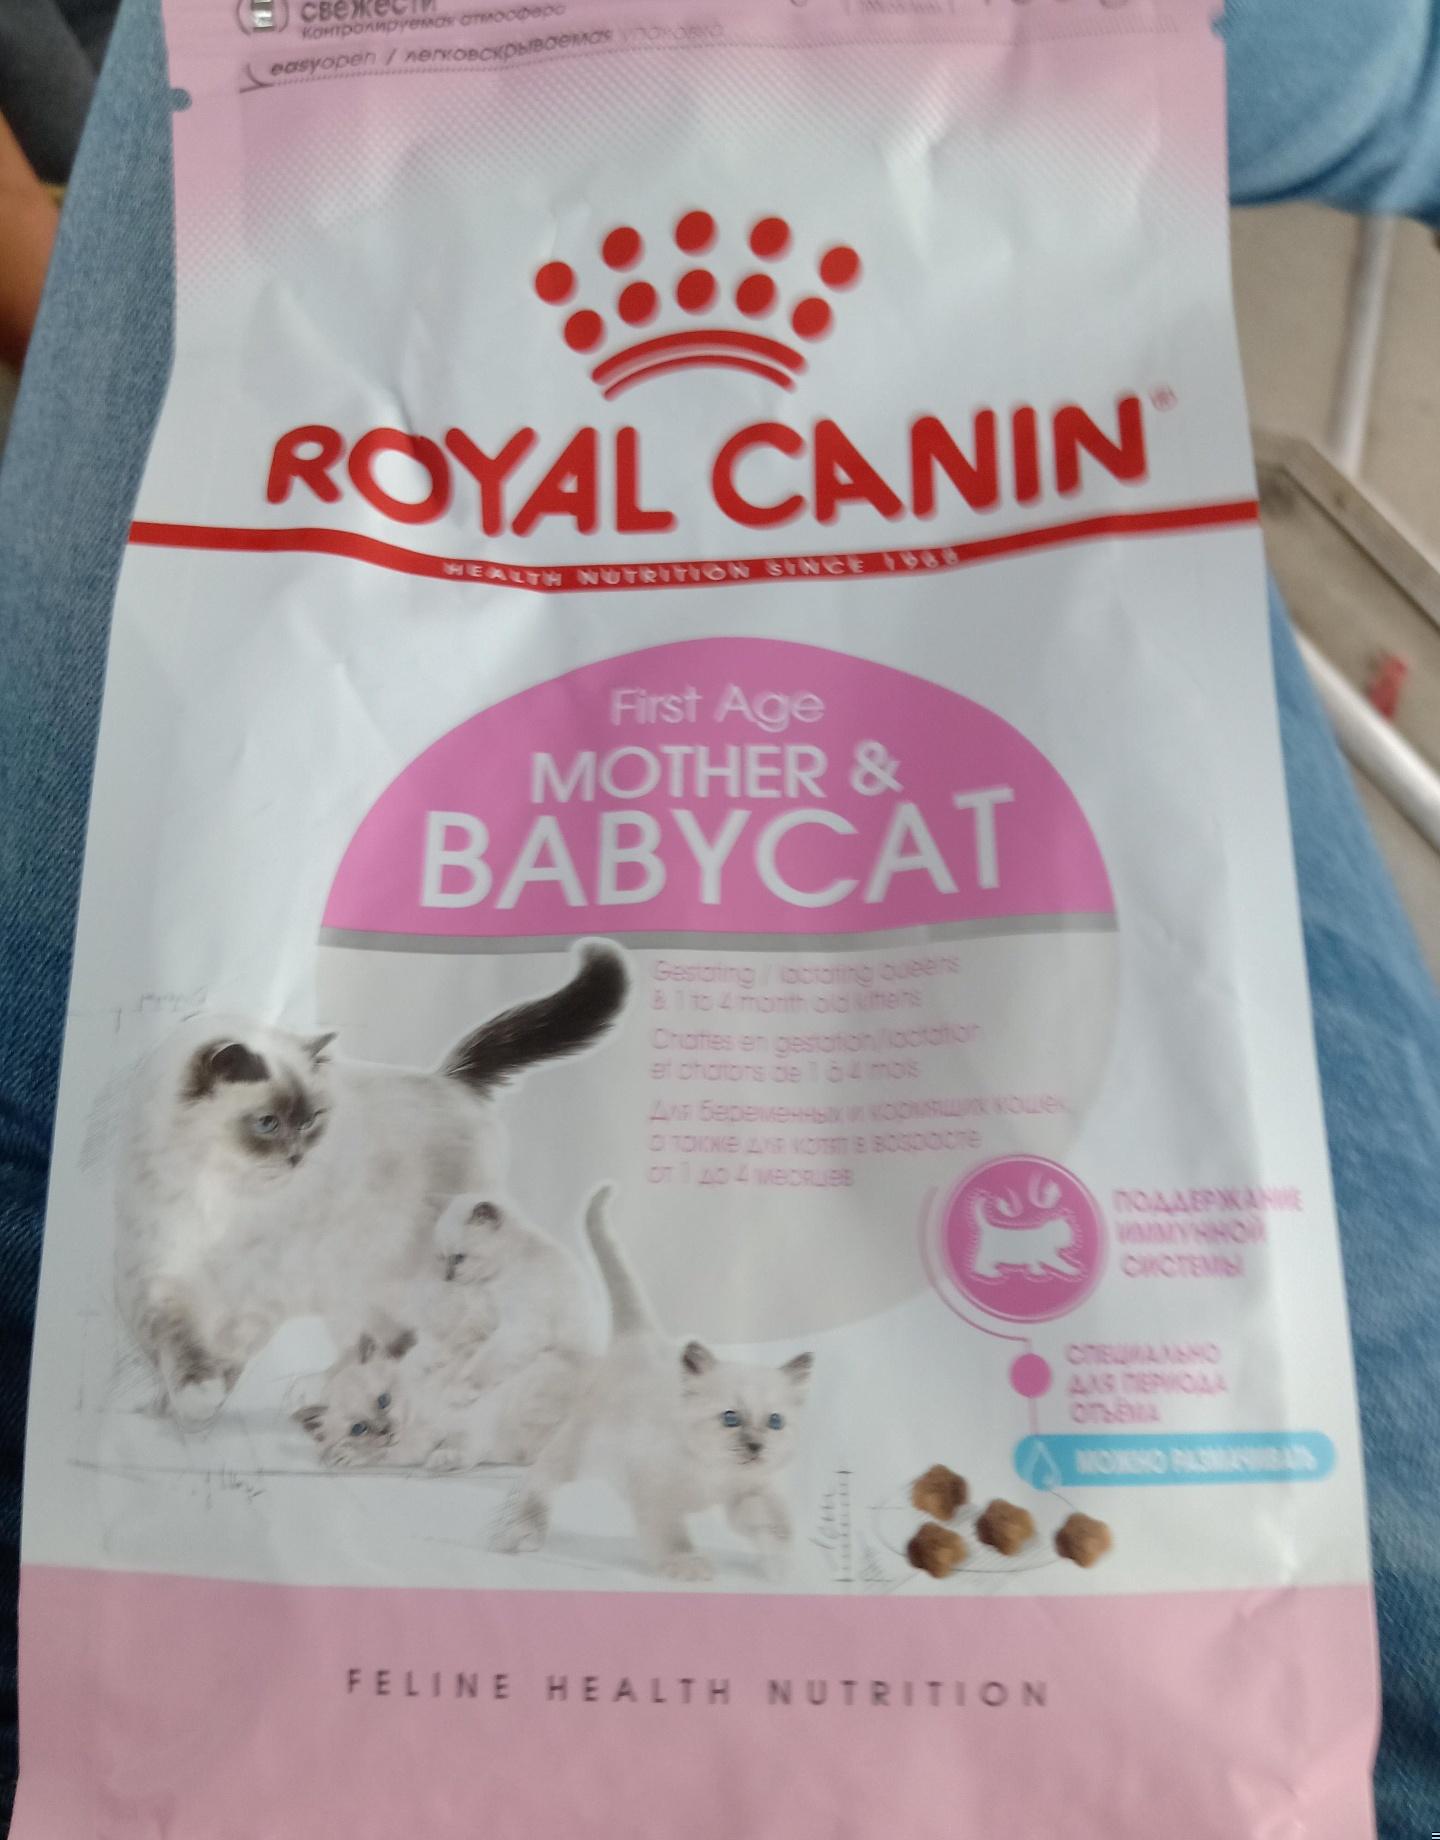 свежести
Контролируемая атмосфера
easyopen / легковскрываемая упаковка
ROYAL CANIN®
HEALTH NUTRITION SINCE 1968
First Age
MOTHER &
BABYCAT
Gestating / lactating queens
& 1 to 4 month old kittens
Chattes en gestation/lactation
et chatons de 1 à 4 mois
Для беременных и кормящих кошек,
а также для котят в возрасте
от 1 до 4 месяцев
ПОДДЕРЖАНИЕ
ИММУННОЙ
СИСТЕМЫ
СПЕЦИАЛЬНО
ДЛЯ ПЕРИОДА
ОТЪЁМА
МОЖНО РАЗМАЧИВАТЬ
FELINE HEALTH NUTRITION